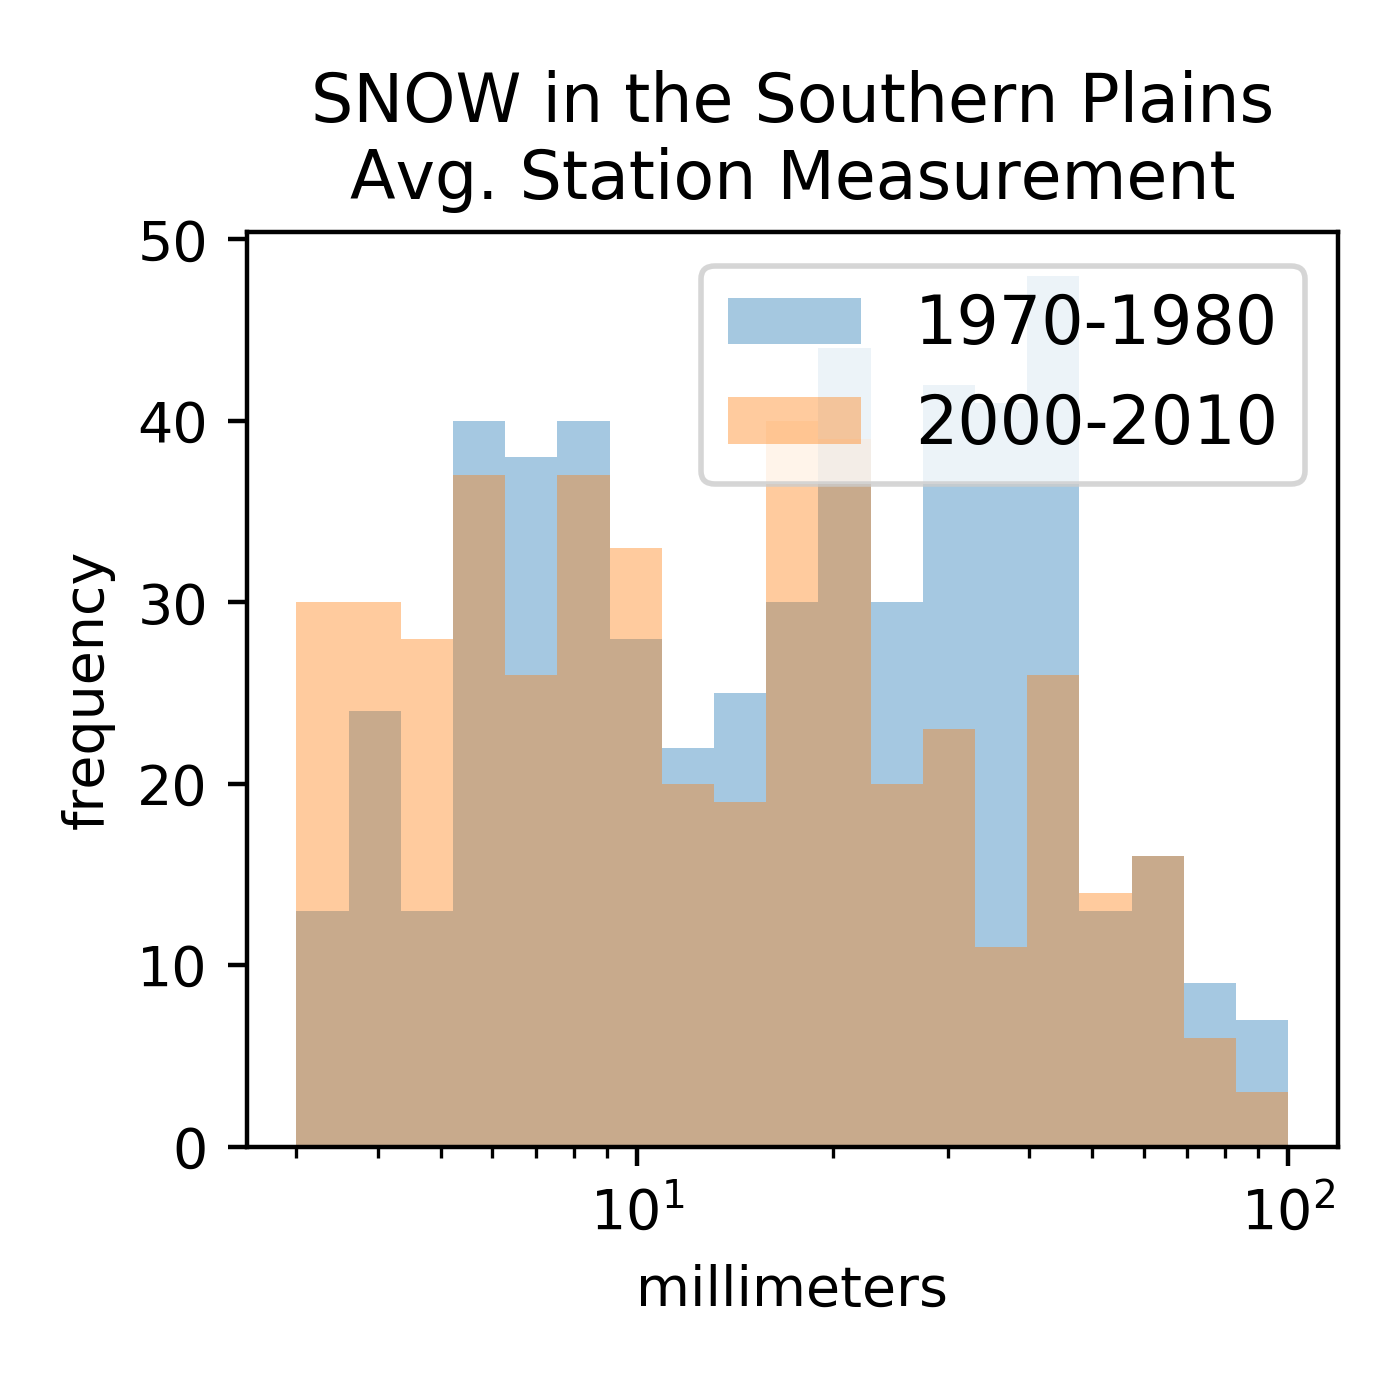 SNOW in the Southern Plains
Avg. Station Measurement
50
40
30
20
10
0
frequency
1970-1980
2000-2010
10¹
10²
millimeters